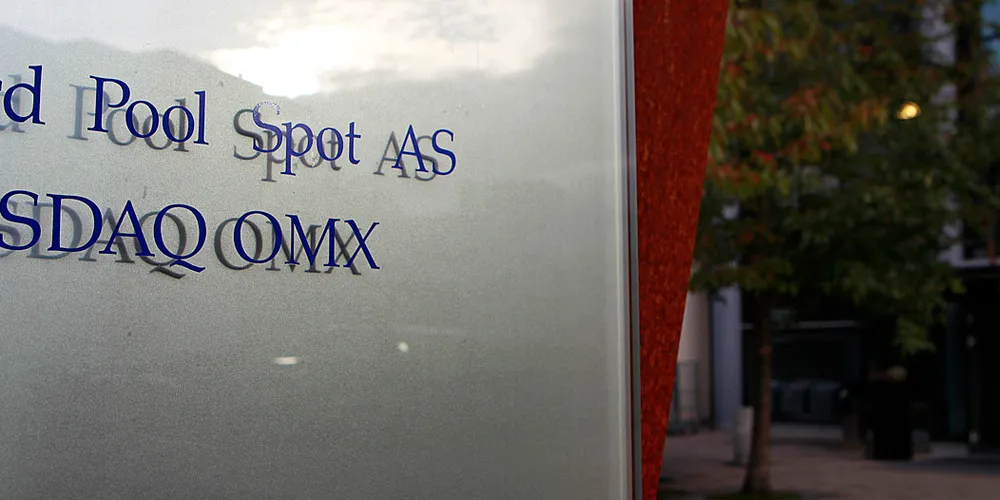 rd Pool Spot AS
SDAQ OMX